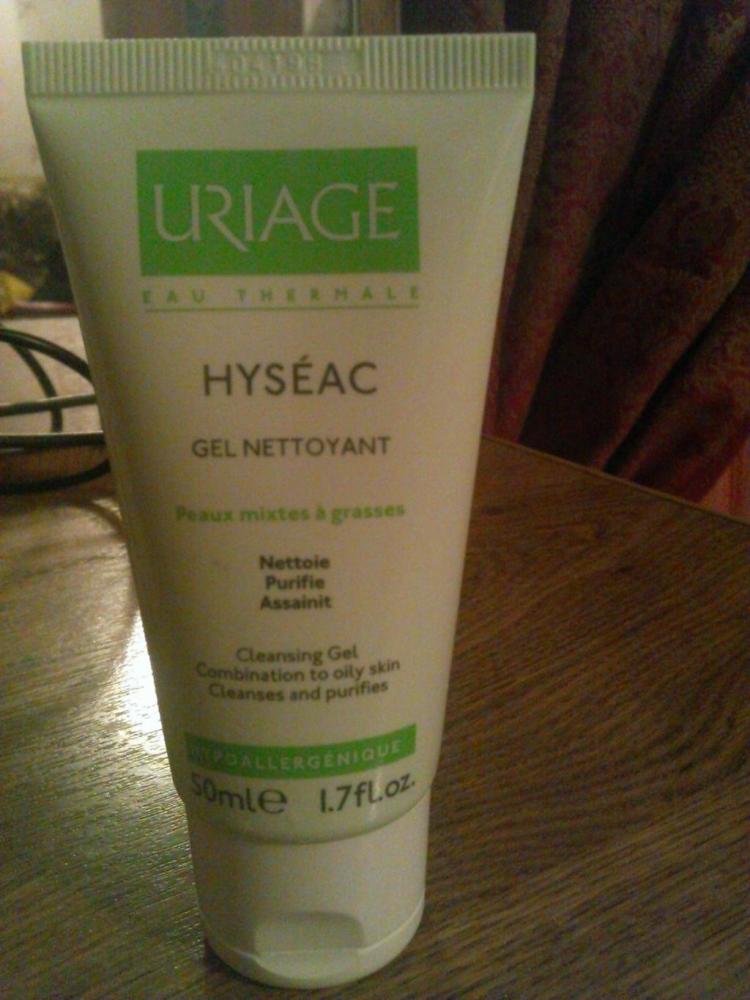 URIAGE
EAU THERMALE
HYSÉAC
GEL NETTOYANT
Peaux mixtes à grasses
Nettoie
Purifie
Assainit
Cleansing Gel
Combination to oily skin
Cleanses and purifies
HYPOALLERGÉNIQUE
50ml℮ 1.7fl.oz.